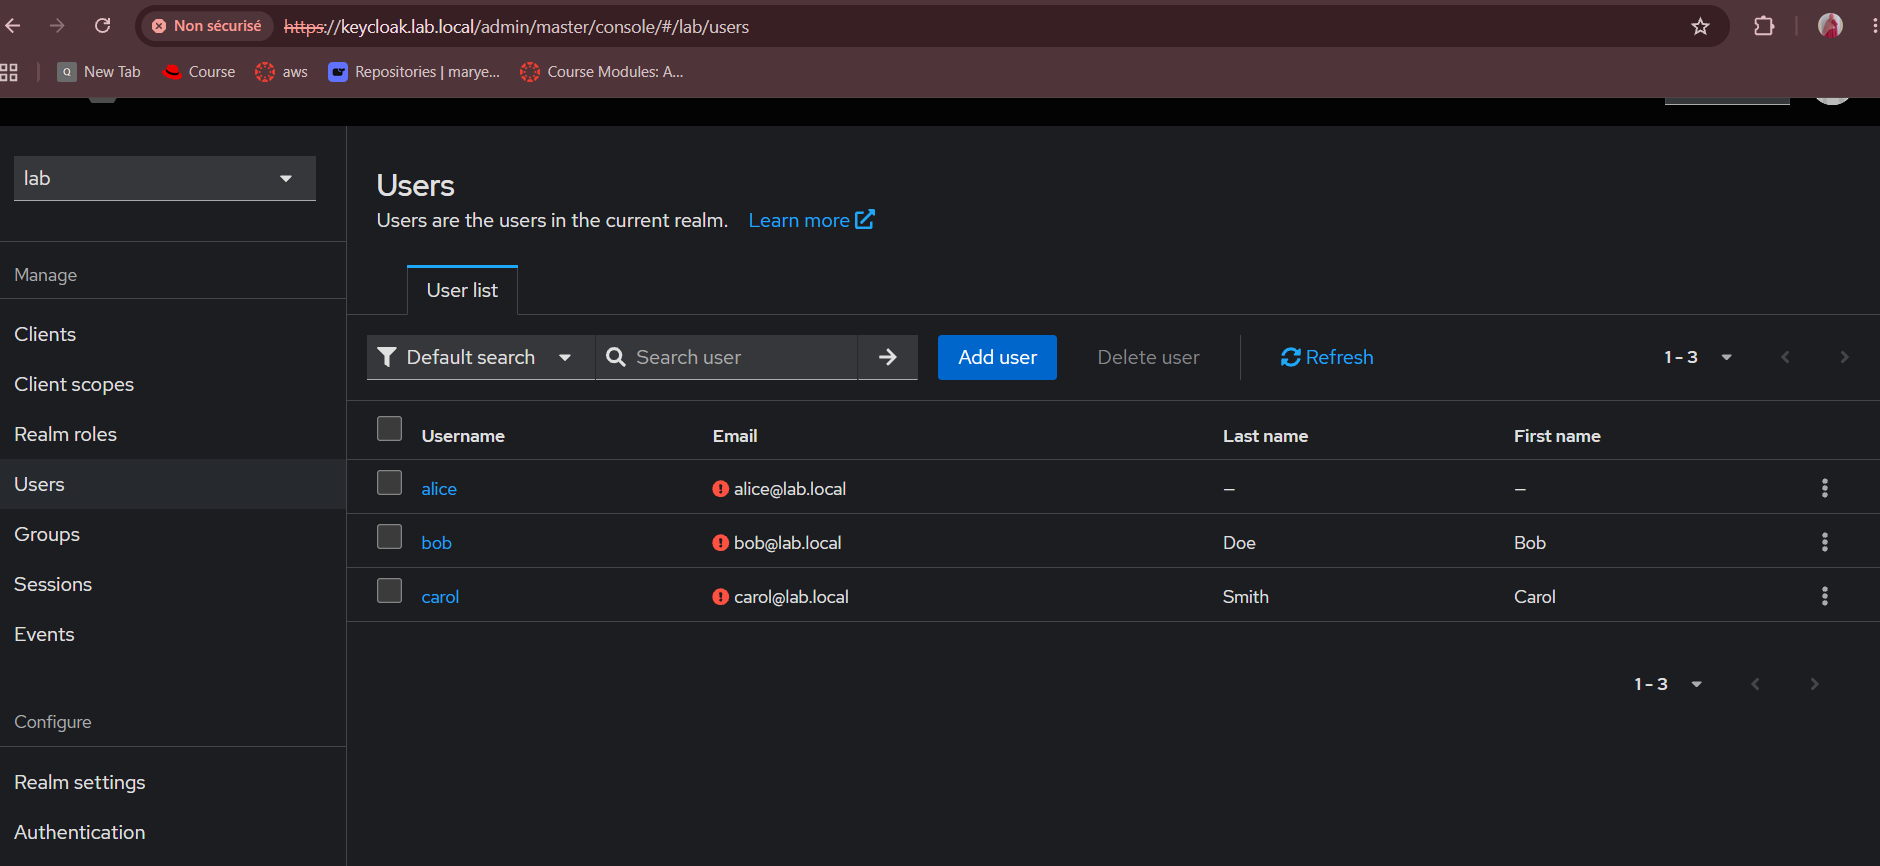 Non sécurisé https://keycloak.lab.local/admin/master/console/#/lab/users
New Tab Course aws Repositories | marye... Course Modules: A...
lab
Users
Users are the users in the current realm. Learn more
Manage
User list
Clients
Default search Search user Add user Delete user Refresh 1 - 3
Client scopes
Realm roles
Username Email Last name First name
Users
alice alice@lab.local – –
Groups
bob bob@lab.local Doe Bob
Sessions
carol carol@lab.local Smith Carol
Events
1 - 3
Configure
Realm settings
Authentication